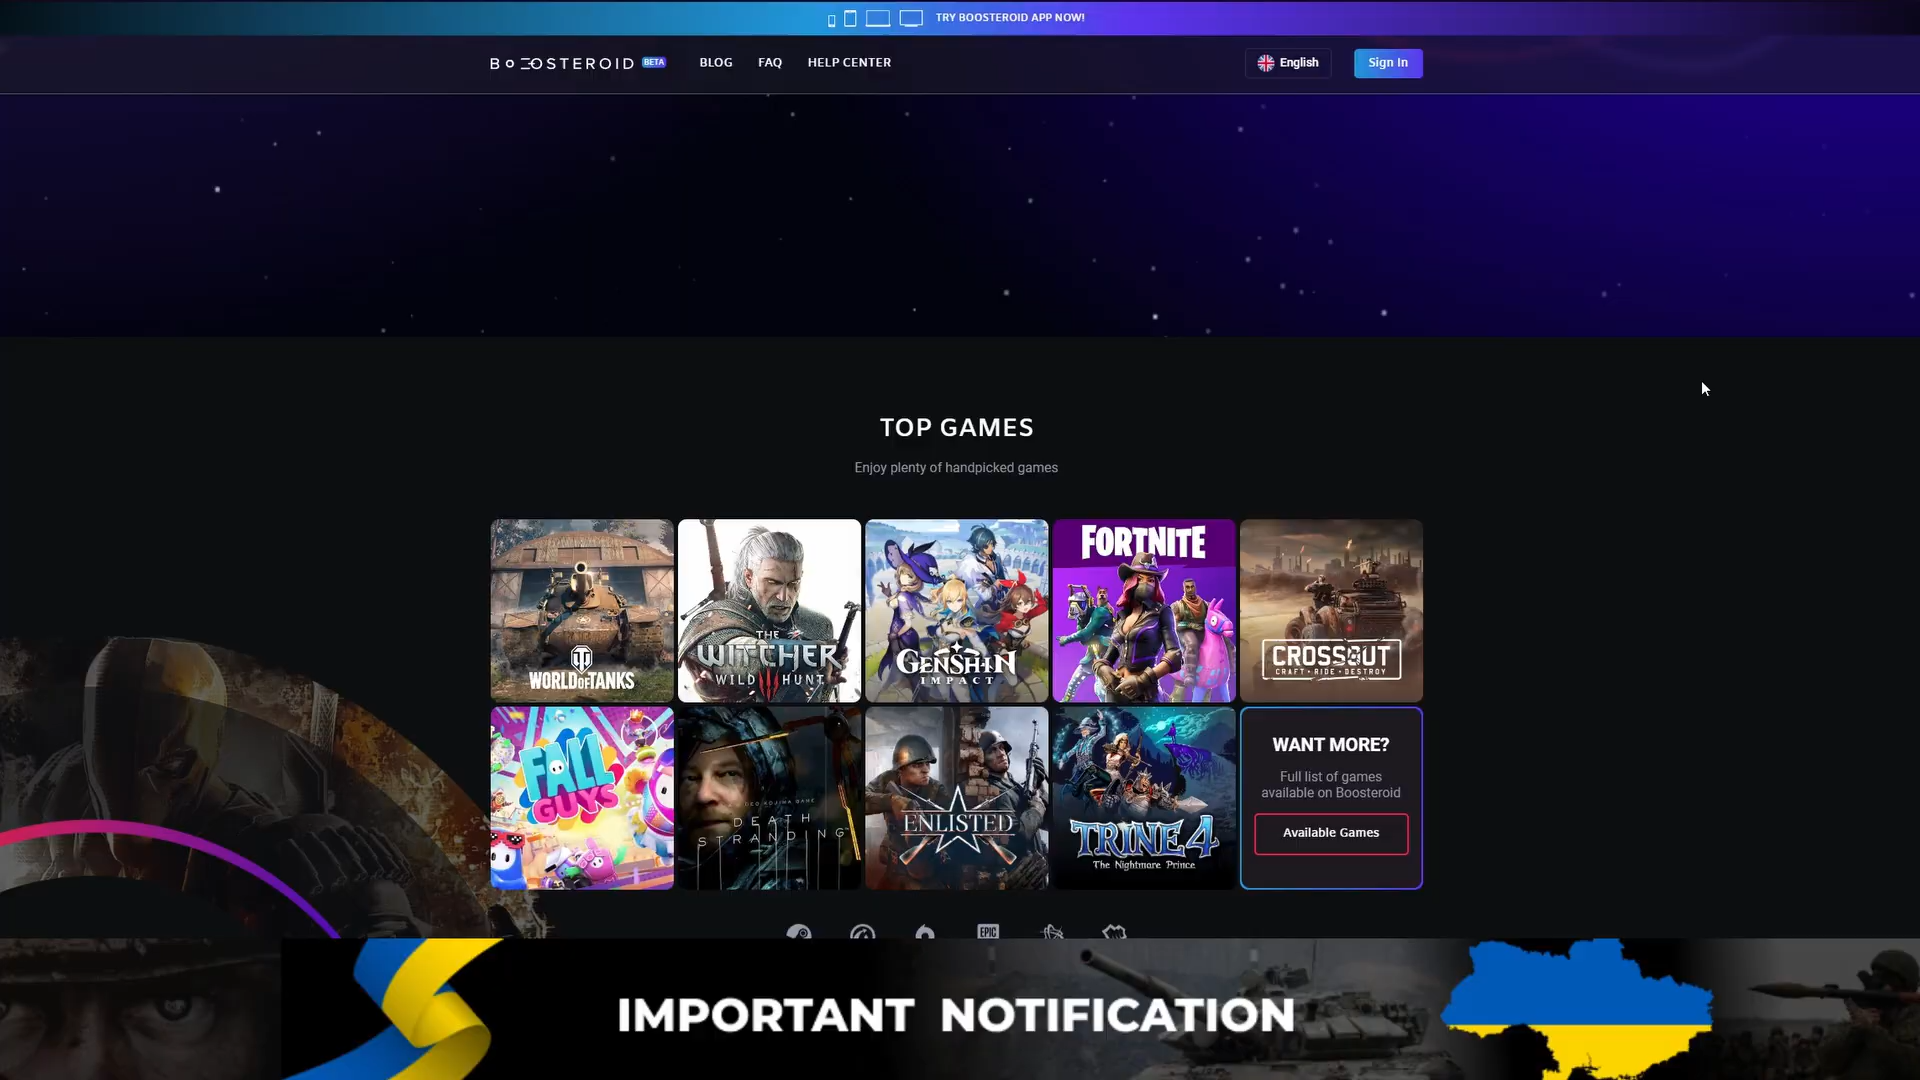 TRY BOOSTEROID APP NOW!
BOOSTEROID BETA BLOG FAQ HELP CENTER English Sign In
TOP GAMES
Enjoy plenty of handpicked games
WORLD OF TANKS
THE WITCHER WILD HUNT
GENSHIN IMPACT
FORTNITE
CROSSOUT
CRAFT • RIDE • DESTROY
FALL GUYS
DEATH STRANDING
ENLISTED
TRINE 4
The Nightmare Prince
WANT MORE?
Full list of games
available on Boosteroid
Available Games
EPIC
IMPORTANT NOTIFICATION